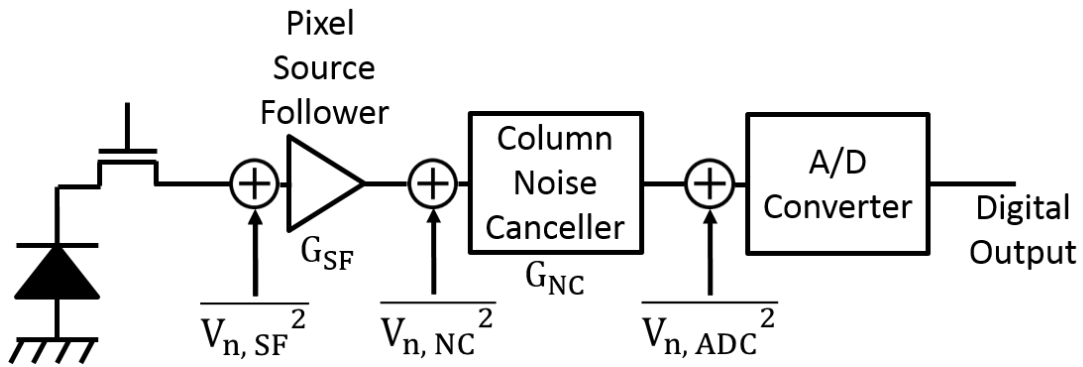 Pixel
Source
Follower
Column
Noise
Canceller
A/D
Converter
Digital
Output
G_SF
G_NC
V_n, SF^2
V_n, NC^2
V_n, ADC^2